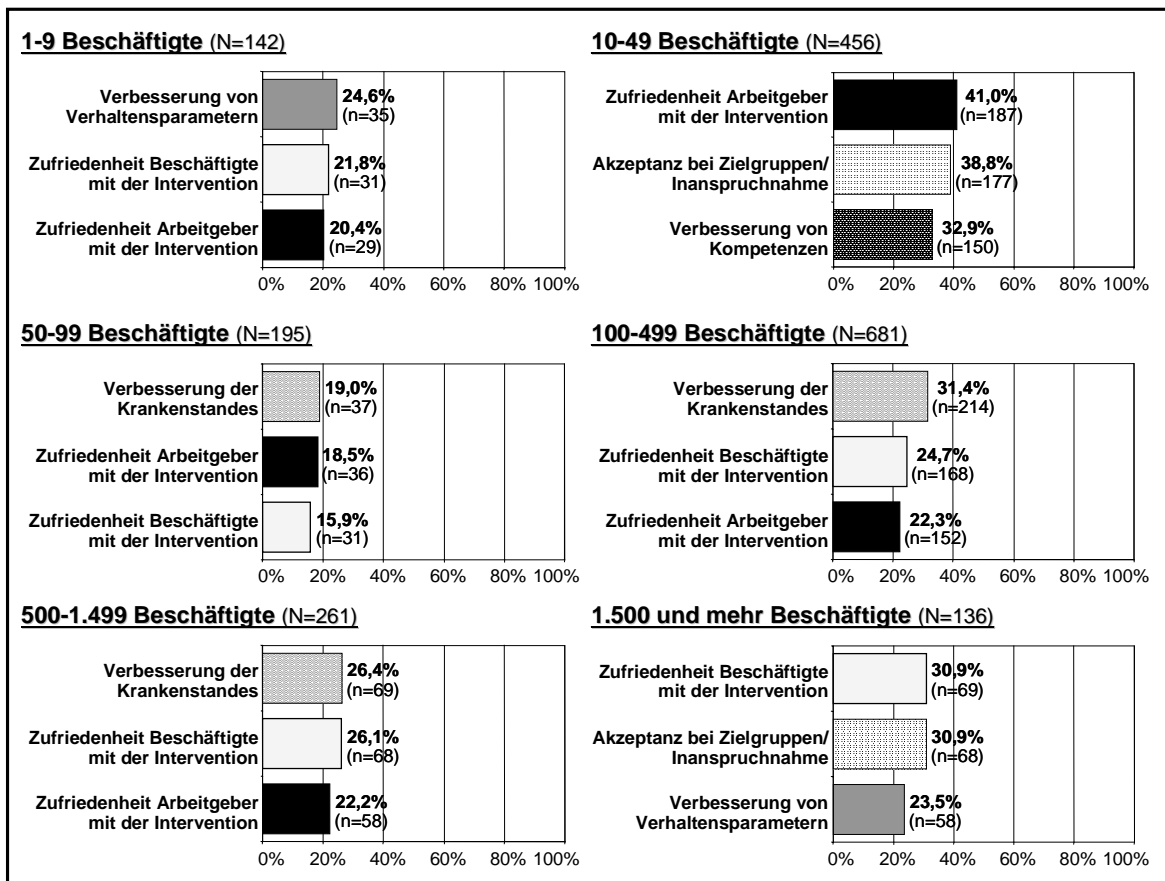 1-9 Beschäftigte (N=142)
Verbesserung von
Verhaltensparametern
24,6%
(n=35)
Zufriedenheit Beschäftigte
mit der Intervention
21,8%
(n=31)
Zufriedenheit Arbeitgeber
mit der Intervention
20,4%
(n=29)
0% 20% 40% 60% 80% 100%
10-49 Beschäftigte (N=456)
Zufriedenheit Arbeitgeber
mit der Intervention
41,0%
(n=187)
Akzeptanz bei Zielgruppen/
Inanspruchnahme
38,8%
(n=177)
Verbesserung von
Kompetenzen
32,9%
(n=150)
0% 20% 40% 60% 80% 100%
50-99 Beschäftigte (N=195)
Verbesserung der
Krankenstandes
19,0%
(n=37)
Zufriedenheit Arbeitgeber
mit der Intervention
18,5%
(n=36)
Zufriedenheit Beschäftigte
mit der Intervention
15,9%
(n=31)
0% 20% 40% 60% 80% 100%
100-499 Beschäftigte (N=681)
Verbesserung der
Krankenstandes
31,4%
(n=214)
Zufriedenheit Beschäftigte
mit der Intervention
24,7%
(n=168)
Zufriedenheit Arbeitgeber
mit der Intervention
22,3%
(n=152)
0% 20% 40% 60% 80% 100%
500-1.499 Beschäftigte (N=261)
Verbesserung der
Krankenstandes
26,4%
(n=69)
Zufriedenheit Beschäftigte
mit der Intervention
26,1%
(n=68)
Zufriedenheit Arbeitgeber
mit der Intervention
22,2%
(n=58)
0% 20% 40% 60% 80% 100%
1.500 und mehr Beschäftigte (N=136)
Zufriedenheit Beschäftigte
mit der Intervention
30,9%
(n=69)
Akzeptanz bei Zielgruppen/
Inanspruchnahme
30,9%
(n=68)
Verbesserung von
Verhaltensparametern
23,5%
(n=58)
0% 20% 40% 60% 80% 100%